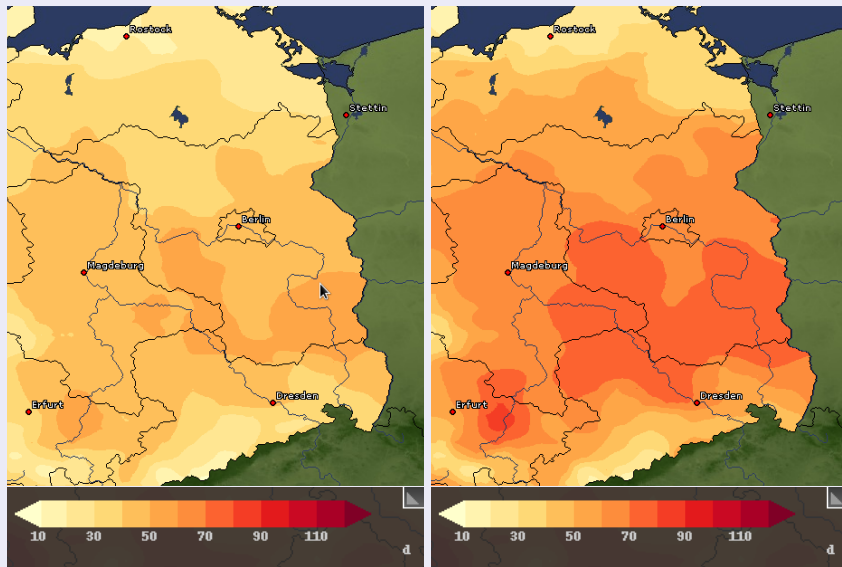 Rostock
Stettin
Berlin
Magdeburg
Erfurt
Dresden
10 30 50 70 90 110
d
Rostock
Stettin
Berlin
Magdeburg
Erfurt
Dresden
10 30 50 70 90 110
d